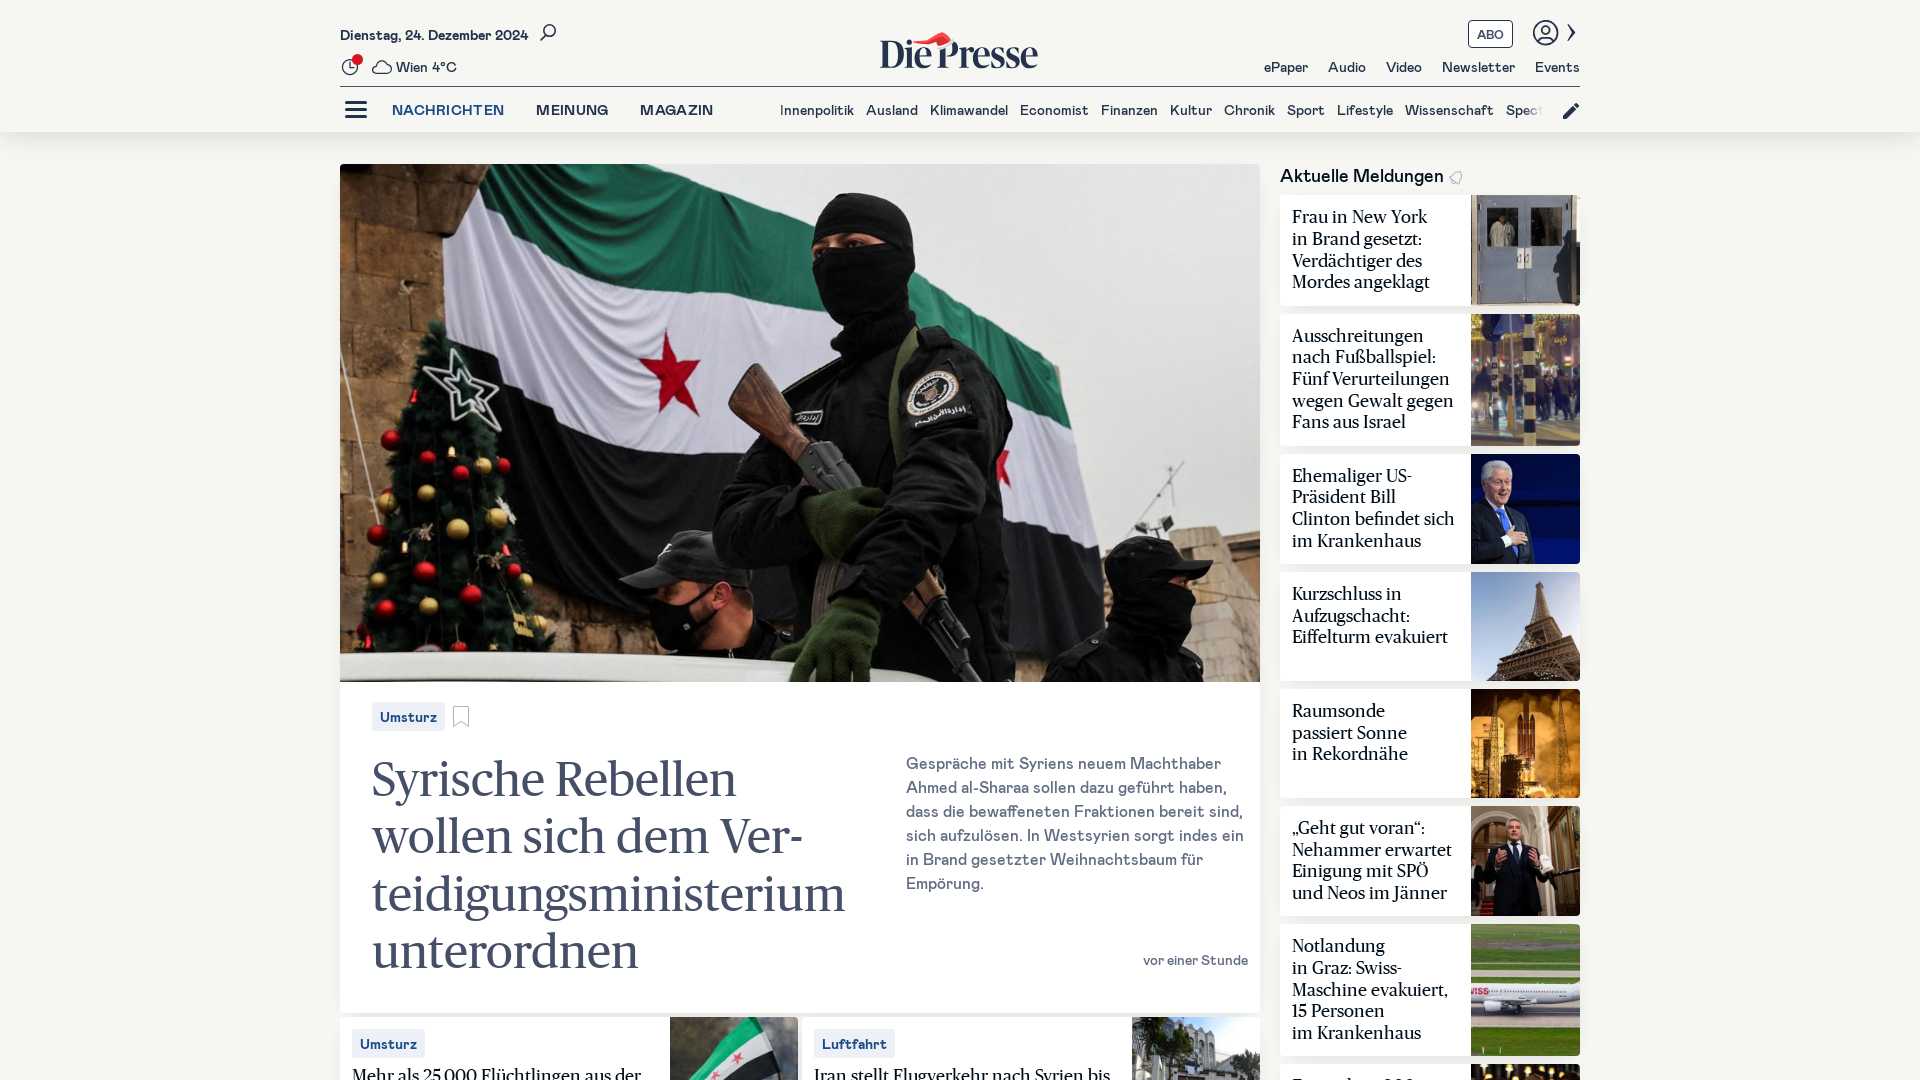 Dienstag, 24. Dezember 2024
Wien 4°C
Die Presse
ABO
ePaper Audio Video Newsletter Events
NACHRICHTEN MEINUNG MAGAZIN
Innenpolitik Ausland Klimawandel Economist Finanzen Kultur Chronik Sport Lifestyle Wissenschaft
Umsturz
Syrische Rebellen
wollen sich dem Ver-
teidigungsministerium
unterordnen
Gespräche mit Syriens neuem Machthaber
Ahmed al-Sharaa sollen dazu geführt haben,
dass die bewaffeneten Fraktionen bereit sind,
sich aufzulösen. In Westsyrien sorgt indes ein
in Brand gesetzter Weihnachtsbaum für
Empörung.
vor einer Stunde
Umsturz
Mehr als 25.000 Flüchtlingen aus der
Luftfahrt
Iran stellt Flugverkehr nach Syrien bis
Aktuelle Meldungen
Frau in New York
in Brand gesetzt:
Verdächtiger des
Mordes angeklagt
Ausschreitungen
nach Fußballspiel:
Fünf Verurteilungen
wegen Gewalt gegen
Fans aus Israel
Ehemaliger US-
Präsident Bill
Clinton befindet sich
im Krankenhaus
Kurzschluss in
Aufzugschacht:
Eiffelturm evakuiert
Raumsonde
passiert Sonne
in Rekordnähe
„Geht gut voran“:
Nehammer erwartet
Einigung mit SPÖ
und Neos im Jänner
Notlandung
in Graz: Swiss-
Maschine evakuiert,
15 Personen
im Krankenhaus